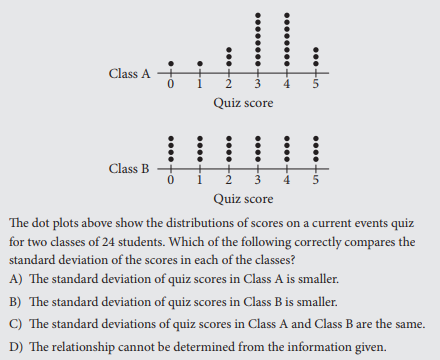 Class A
0 1 2 3 4 5
Quiz score
Class B
0 1 2 3 4 5
Quiz score
The dot plots above show the distributions of scores on a current events quiz
for two classes of 24 students. Which of the following correctly compares the
standard deviation of the scores in each of the classes?
A) The standard deviation of quiz scores in Class A is smaller.
B) The standard deviation of quiz scores in Class B is smaller.
C) The standard deviations of quiz scores in Class A and Class B are the same.
D) The relationship cannot be determined from the information given.